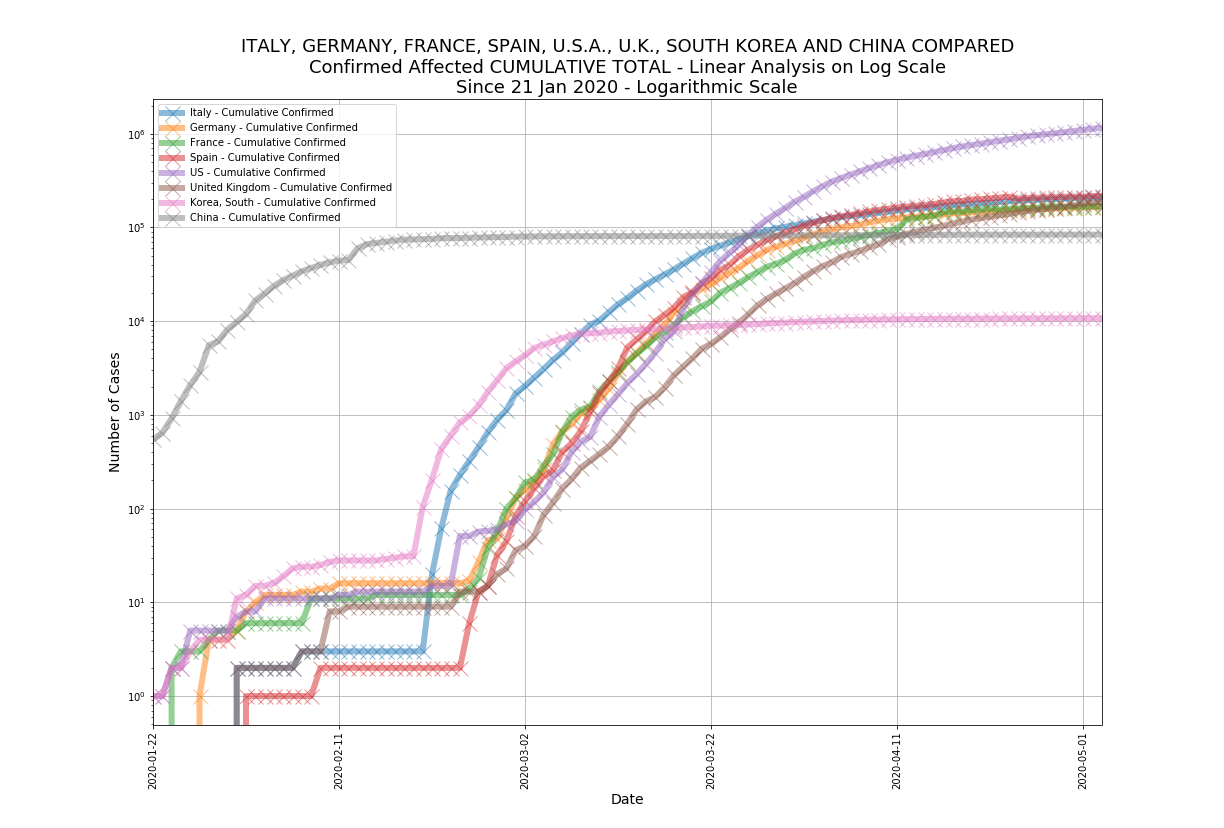 ITALY, GERMANY, FRANCE, SPAIN, U.S.A., U.K., SOUTH KOREA AND CHINA COMPARED
Confirmed Affected CUMULATIVE TOTAL - Linear Analysis on Log Scale
Since 21 Jan 2020 - Logarithmic Scale
Italy - Cumulative Confirmed
Germany - Cumulative Confirmed
France - Cumulative Confirmed
Spain - Cumulative Confirmed
US - Cumulative Confirmed
United Kingdom - Cumulative Confirmed
Korea, South - Cumulative Confirmed
China - Cumulative Confirmed
Number of Cases
10⁶
10⁵
10⁴
10³
10²
10¹
10⁰
2020-01-22
2020-02-11
2020-03-02
2020-03-22
2020-04-11
2020-05-01
Date